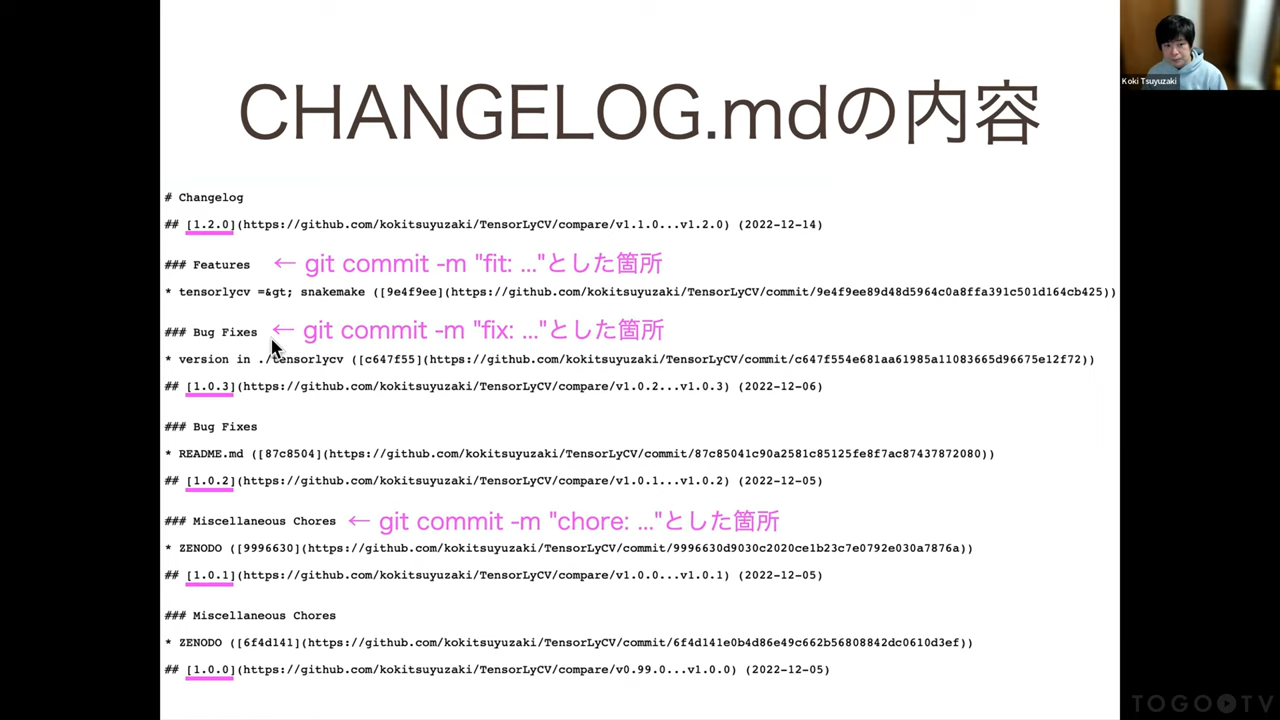 CHANGELOG.mdの内容
Koki Tsuyuzaki
# Changelog
## [1.2.0](https://github.com/kokitsuyuzaki/TensorLyCV/compare/v1.1.0...v1.2.0) (2022-12-14)
### Features ← git commit -m "fit: ..."とした箇所
* tensorlycv =&gt; snakemake ([9e4f9ee](https://github.com/kokitsuyuzaki/TensorLyCV/commit/9e4f9ee89d48d5964c0a8ffa391c501d164cb425))
### Bug Fixes ← git commit -m "fix: ..."とした箇所
* version in ./tensorlycv ([c647f55](https://github.com/kokitsuyuzaki/TensorLyCV/commit/c647f554e681aa61985a11083665d96675e12f72))
## [1.0.3](https://github.com/kokitsuyuzaki/TensorLyCV/compare/v1.0.2...v1.0.3) (2022-12-06)
### Bug Fixes
* README.md ([87c8504](https://github.com/kokitsuyuzaki/TensorLyCV/commit/87c85041c90a2581c85125fe8f7ac87437872080))
## [1.0.2](https://github.com/kokitsuyuzaki/TensorLyCV/compare/v1.0.1...v1.0.2) (2022-12-05)
### Miscellaneous Chores ← git commit -m "chore: ..."とした箇所
* ZENODO ([9996630](https://github.com/kokitsuyuzaki/TensorLyCV/commit/9996630d9030c2020ce1b23c7e0792e030a7876a))
## [1.0.1](https://github.com/kokitsuyuzaki/TensorLyCV/compare/v1.0.0...v1.0.1) (2022-12-05)
### Miscellaneous Chores
* ZENODO ([6f4d141](https://github.com/kokitsuyuzaki/TensorLyCV/commit/6f4d141e0b4d86e49c662b56808842dc0610d3ef))
## [1.0.0](https://github.com/kokitsuyuzaki/TensorLyCV/compare/v0.99.0...v1.0.0) (2022-12-05)
TOGO TV